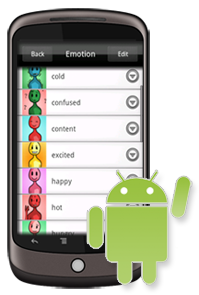 Back Emotion Edit
cold
confused
content
excited
happy
hot